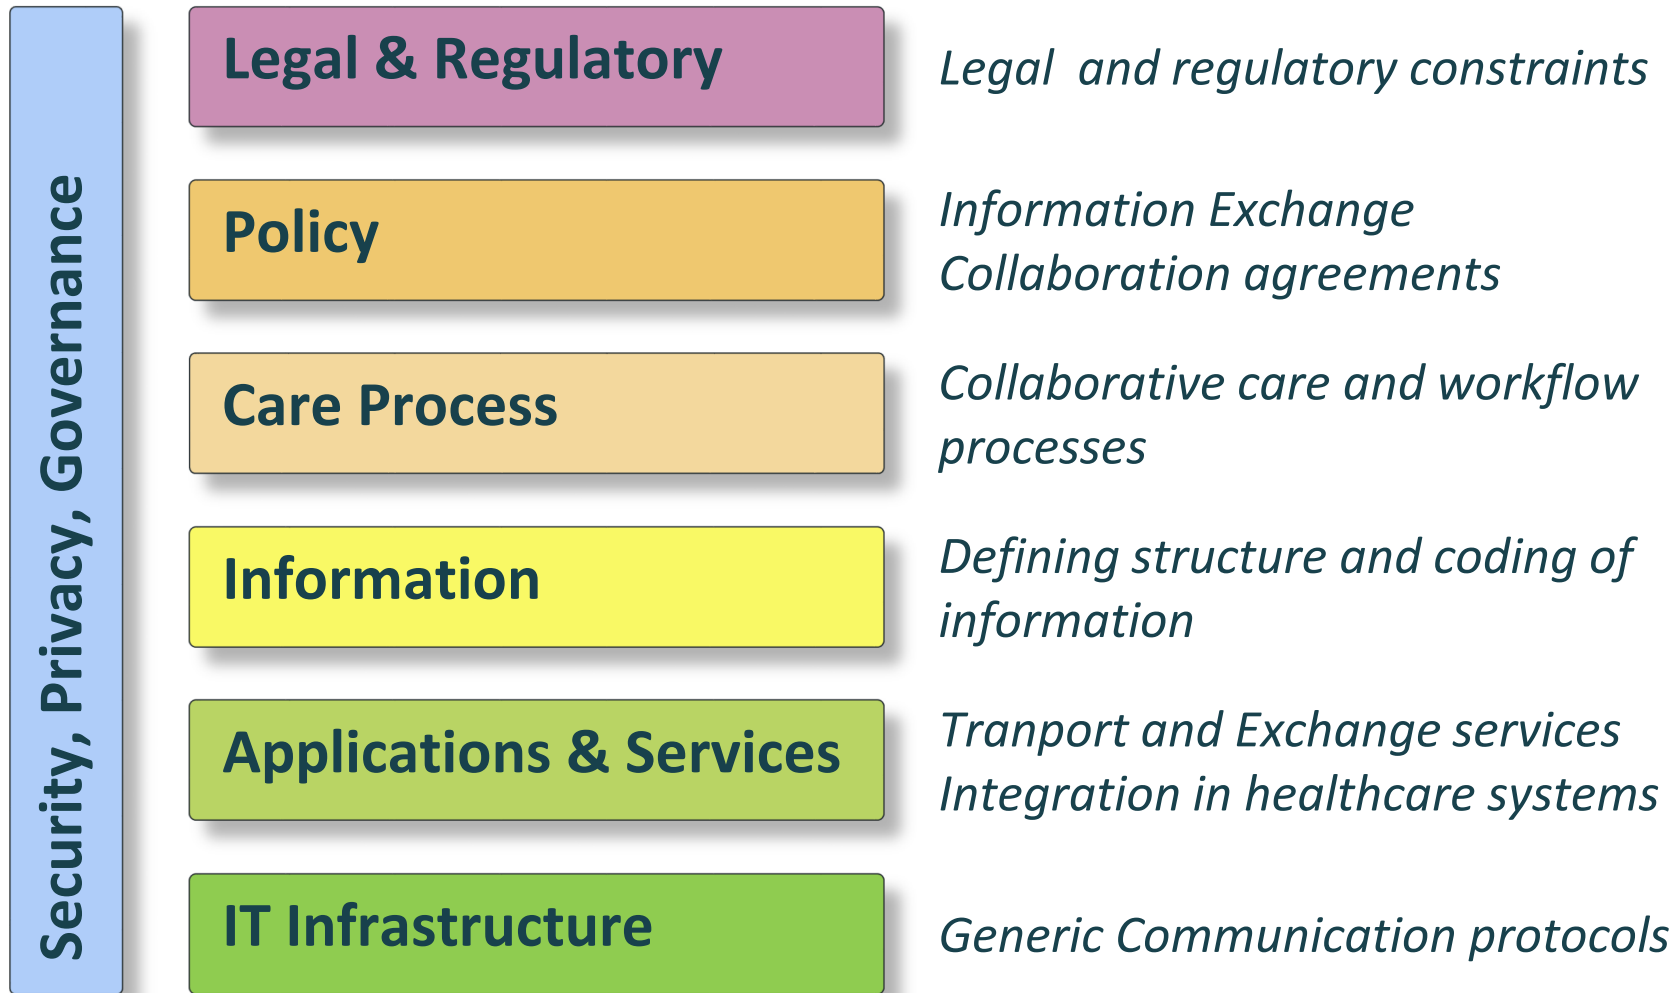 Security, Privacy, Governance
Legal & Regulatory
Legal  and regulatory constraints
Policy
Information Exchange
Collaboration agreements
Care Process
Collaborative care and workflow
processes
Information
Defining structure and coding of
information
Applications & Services
Tranport and Exchange services
Integration in healthcare systems
IT Infrastructure
Generic Communication protocols